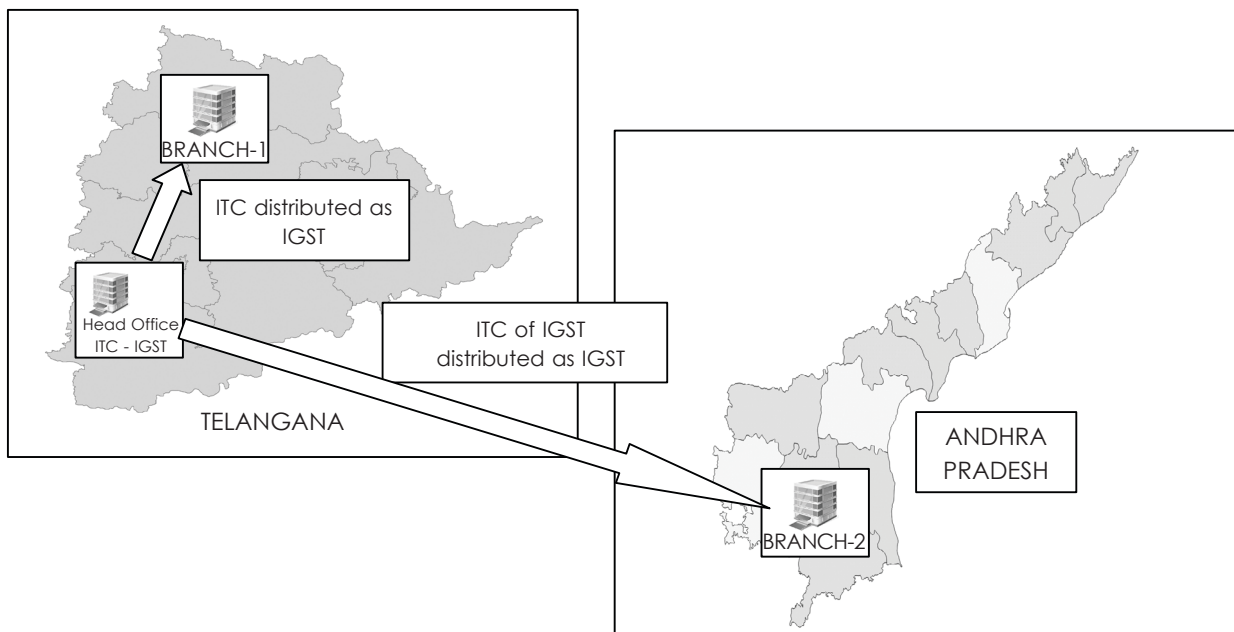 BRANCH-1
ITC distributed as
IGST
Head Office
ITC - IGST
ITC of IGST
distributed as IGST
TELANGANA
ANDHRA
PRADESH
BRANCH-2